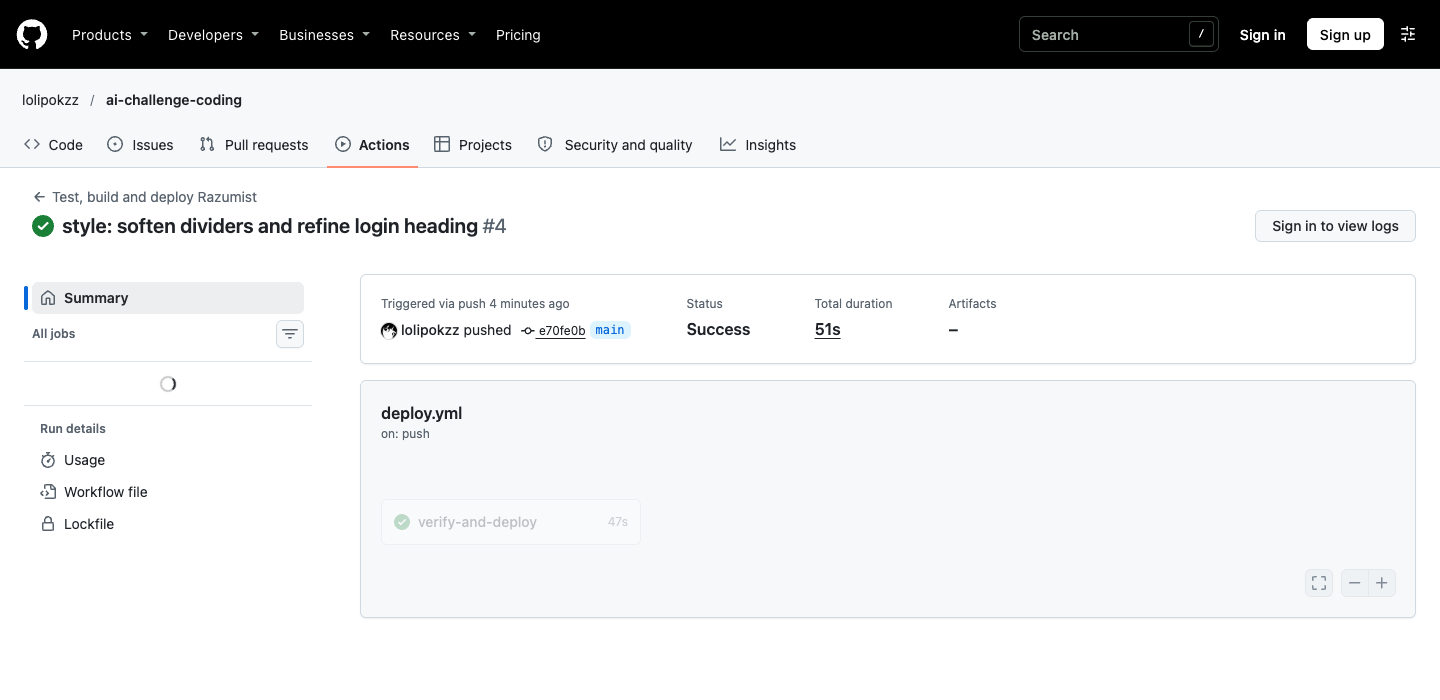 Products Developers Businesses Resources Pricing Search / Sign in Sign up
lolipokzz / ai-challenge-coding
Code Issues Pull requests Actions Projects Security and quality Insights
Test, build and deploy Razumist
style: soften dividers and refine login heading #4
Sign in to view logs
Summary
All jobs
Run details
Usage
Workflow file
Lockfile
Triggered via push 4 minutes ago
lolipokzz pushed e70fe0b main
Status
Success
Total duration
51s
Artifacts
–
deploy.yml
on: push
verify-and-deploy 47s